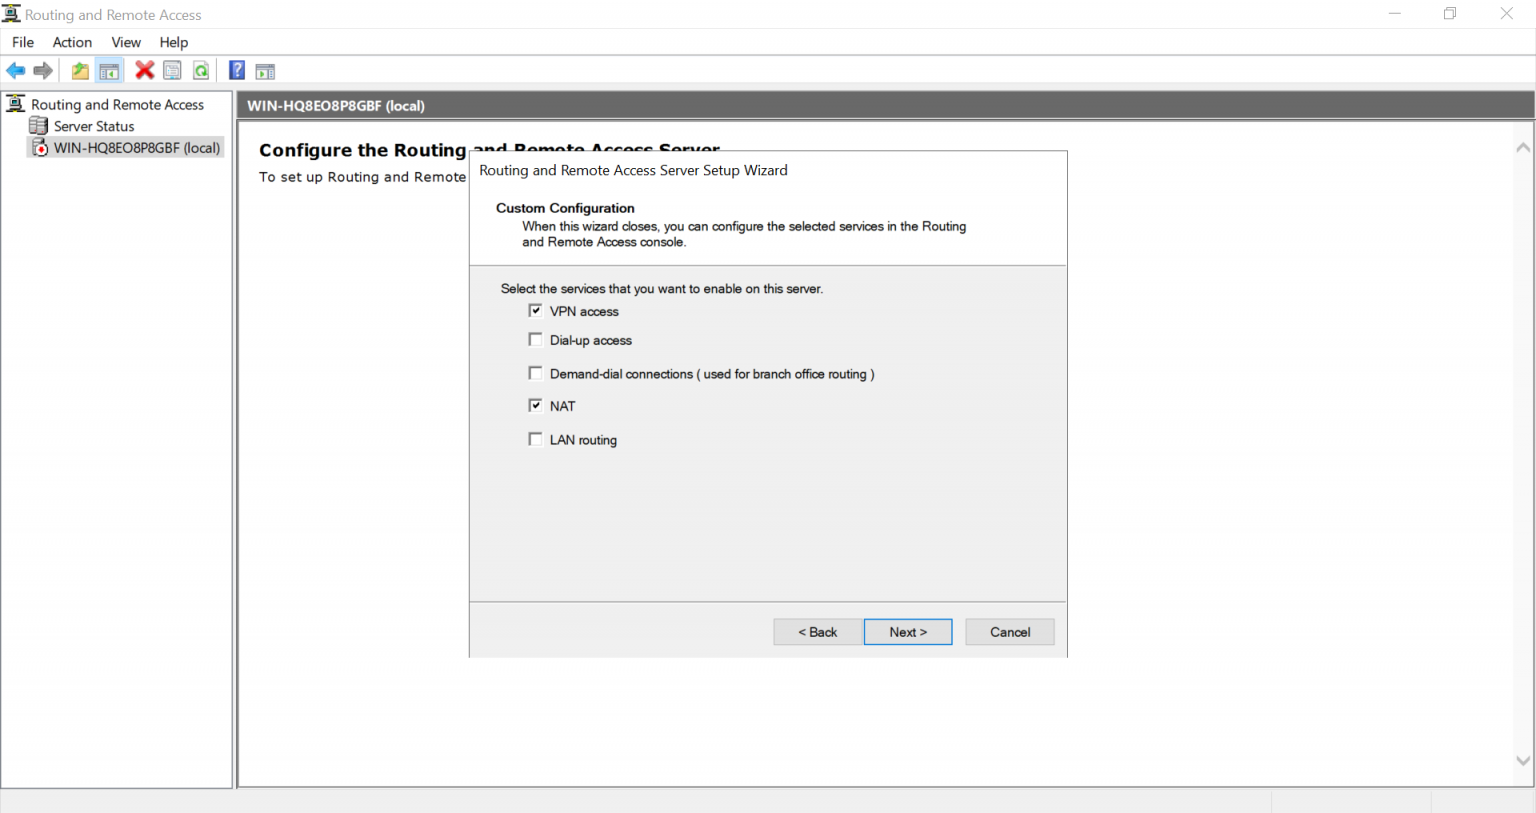 Routing and Remote Access
File Action View Help
Routing and Remote Access
Server Status
WIN-HQ8EO8P8GBF (local)
WIN-HQ8EO8P8GBF (local)
Configure the Routing and Remote Access Server
To set up Routing and Remote
Routing and Remote Access Server Setup Wizard
Custom Configuration
When this wizard closes, you can configure the selected services in the Routing
and Remote Access console.
Select the services that you want to enable on this server.
VPN access
Dial-up access
Demand-dial connections ( used for branch office routing )
NAT
LAN routing
< Back
Next >
Cancel